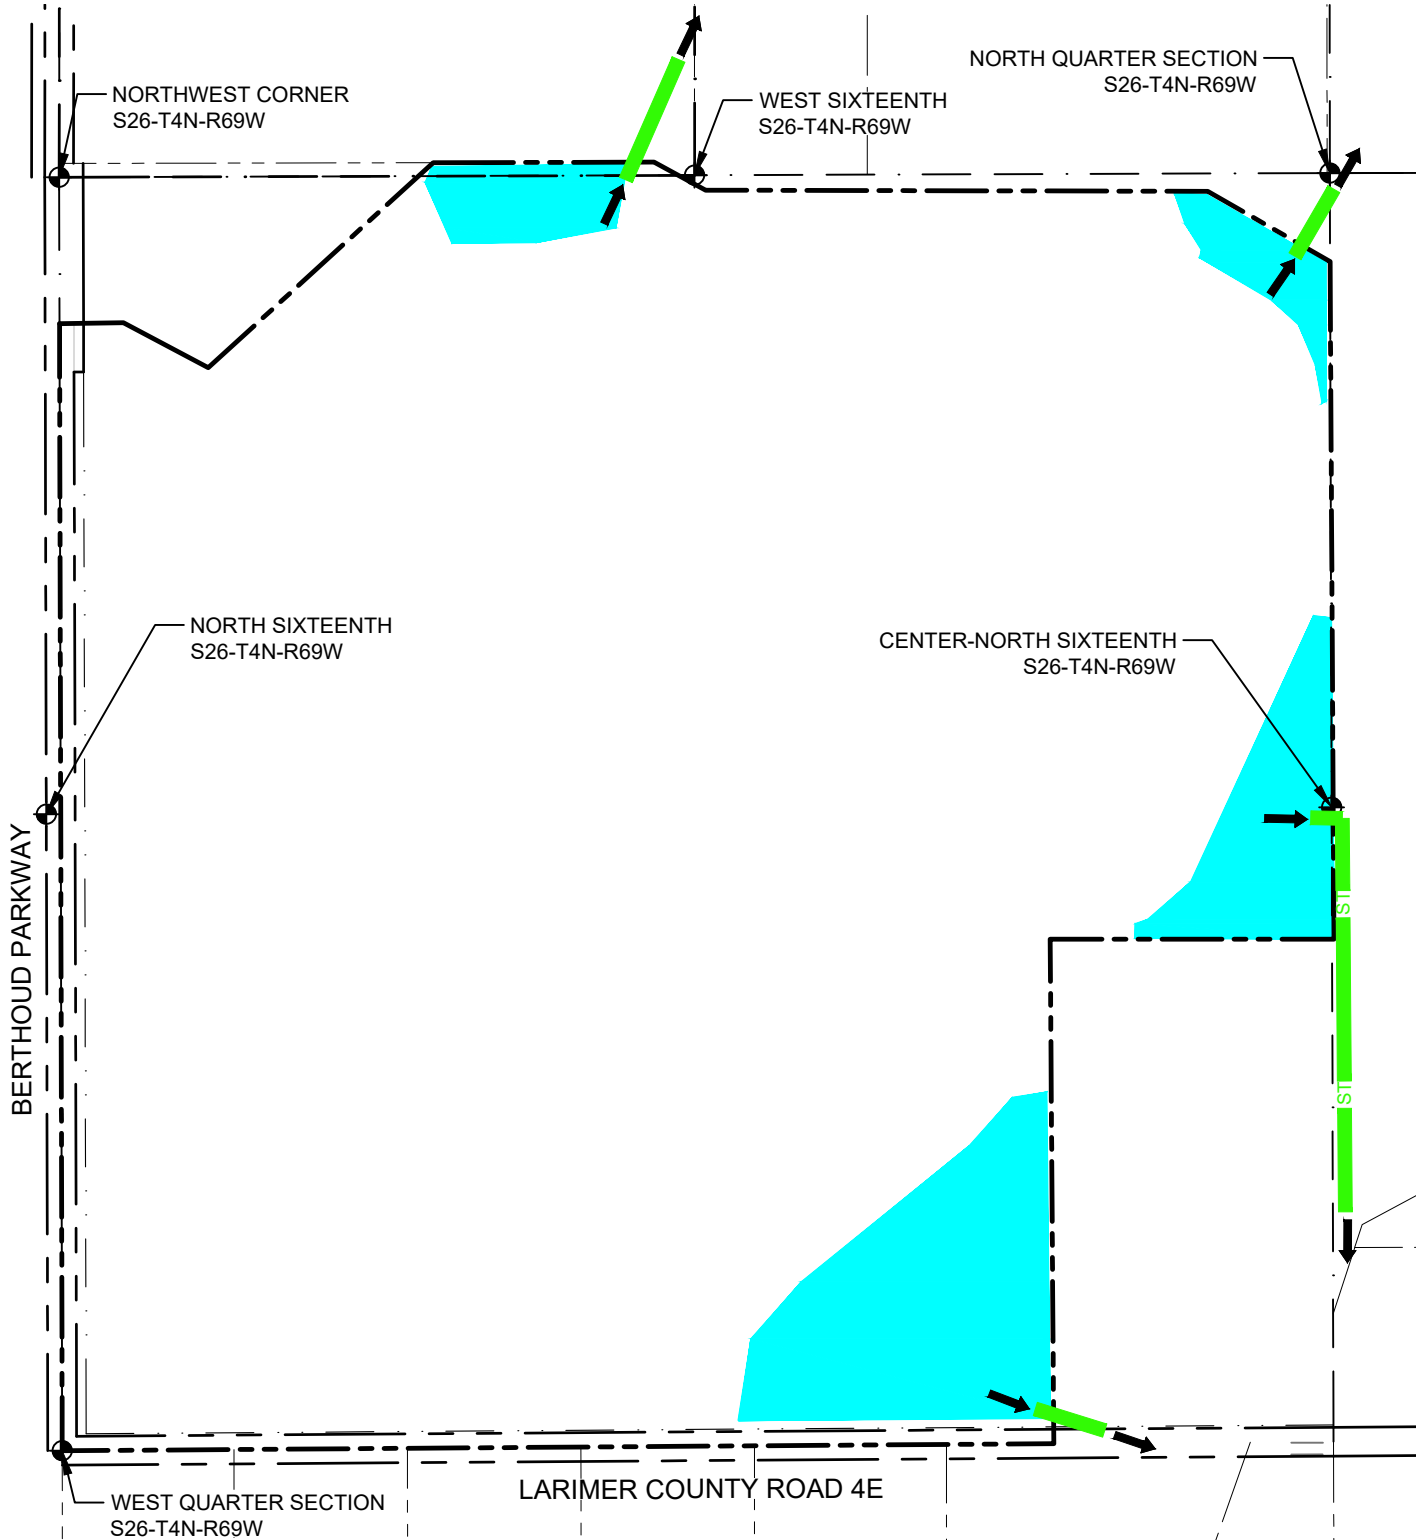 NORTH QUARTER SECTION
S26-T4N-R69W
NORTHWEST CORNER
S26-T4N-R69W
WEST SIXTEENTH
S26-T4N-R69W
NORTH SIXTEENTH
S26-T4N-R69W
CENTER-NORTH SIXTEENTH
S26-T4N-R69W
BERTHOUD PARKWAY
ST
ST
LARIMER COUNTY ROAD 4E
WEST QUARTER SECTION
S26-T4N-R69W